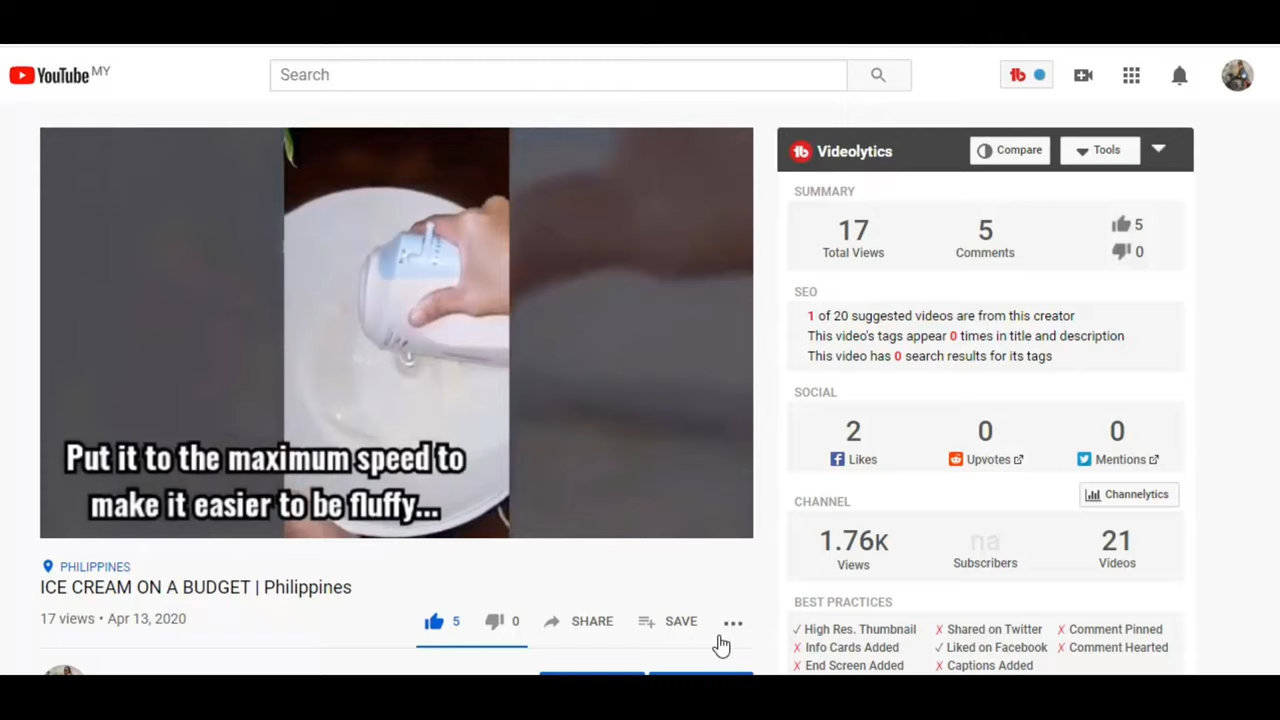 YouTube MY
Search
Put it to the maximum speed to
make it easier to be fluffy...
PHILIPPINES
ICE CREAM ON A BUDGET | Philippines
17 views • Apr 13, 2020
5
0
SHARE
SAVE
Videolytics
Compare
Tools
SUMMARY
17
Total Views
5
Comments
5
0
SEO
1 of 20 suggested videos are from this creator
This video's tags appear 0 times in title and description
This video has 0 search results for its tags
SOCIAL
2
Likes
0
Upvotes
0
Mentions
Channelytics
CHANNEL
1.76K
Views
na
Subscribers
21
Videos
BEST PRACTICES
✓ High Res. Thumbnail
✗ Shared on Twitter
✗ Comment Pinned
✗ Info Cards Added
✓ Liked on Facebook
✗ Comment Hearted
✗ End Screen Added
✗ Captions Added